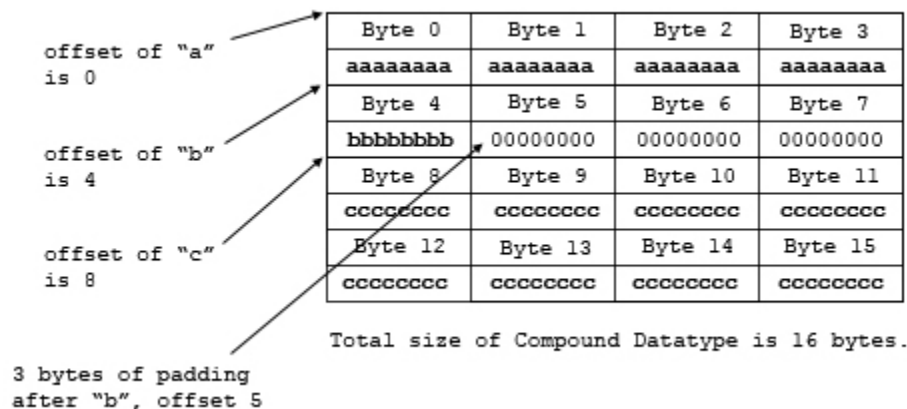 offset of “a”
is 0
offset of “b”
is 4
offset of “c”
is 8
3 bytes of padding
after “b”, offset 5
Byte 0 Byte 1 Byte 2 Byte 3
aaaaaaaa aaaaaaaa aaaaaaaa aaaaaaaa
Byte 4 Byte 5 Byte 6 Byte 7
bbbbbbbb 00000000 00000000 00000000
Byte 8 Byte 9 Byte 10 Byte 11
cccccccc cccccccc cccccccc cccccccc
Byte 12 Byte 13 Byte 14 Byte 15
cccccccc cccccccc cccccccc cccccccc
Total size of Compound Datatype is 16 bytes.